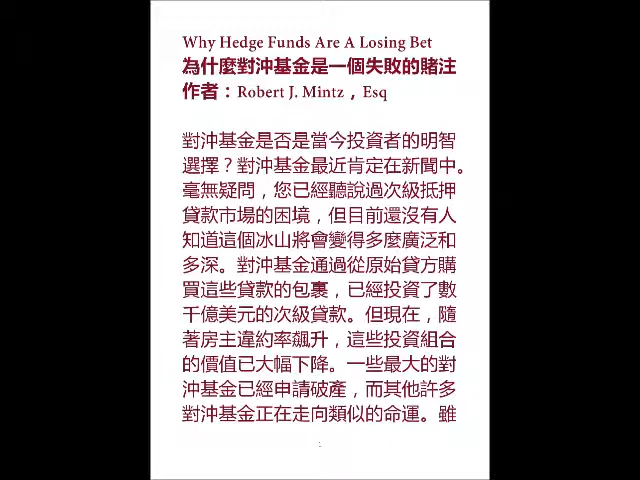 Why Hedge Funds Are A Losing Bet
為什麼對沖基金是一個失敗的賭注
作者：Robert J. Mintz，Esq
對沖基金是否是當今投資者的明智
選擇？對沖基金最近肯定在新聞中。
毫無疑問，您已經聽說過次級抵押
貸款市場的困境，但目前還沒有人
知道這個冰山將會變得多麼廣泛和
多深。對沖基金通過從原始貸方購
買這些貸款的包裹，已經投資了數
千億美元的次級貸款。但現在，隨
著房主違約率飆升，這些投資組合
的價值已大幅下降。一些最大的對
沖基金已經申請破產，而其他許多
對沖基金正在走向類似的命運。雖